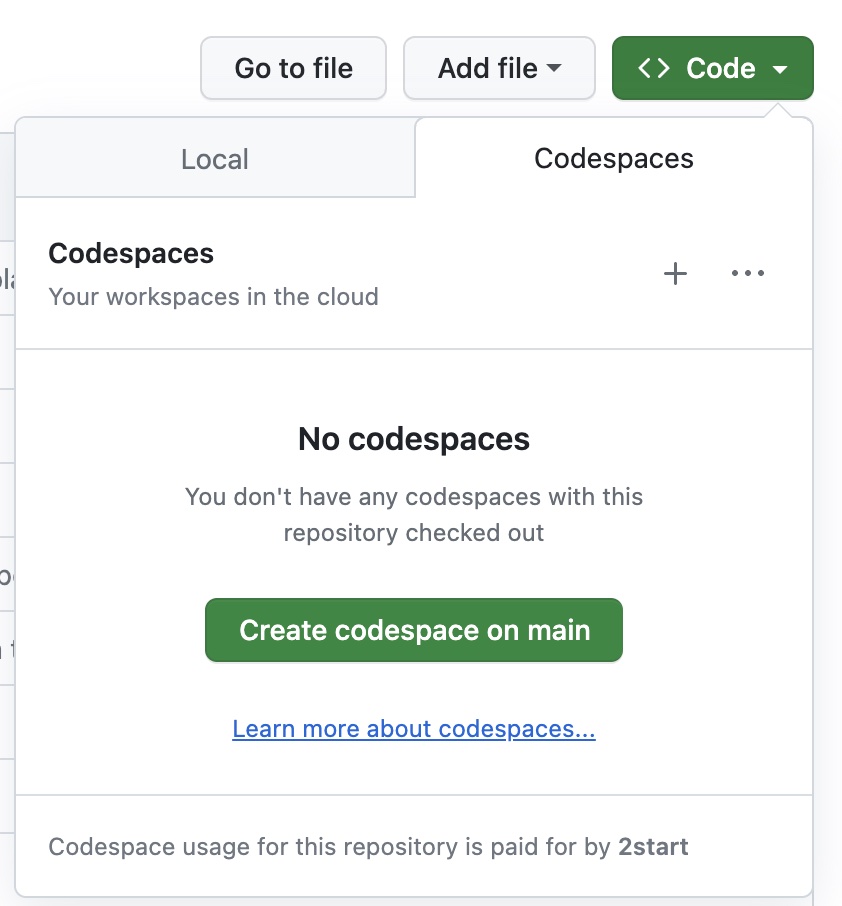 Go to file
Add file
Code
Local
Codespaces
Codespaces
Your workspaces in the cloud
No codespaces
You don't have any codespaces with this
repository checked out
Create codespace on main
Learn more about codespaces...
Codespace usage for this repository is paid for by 2start